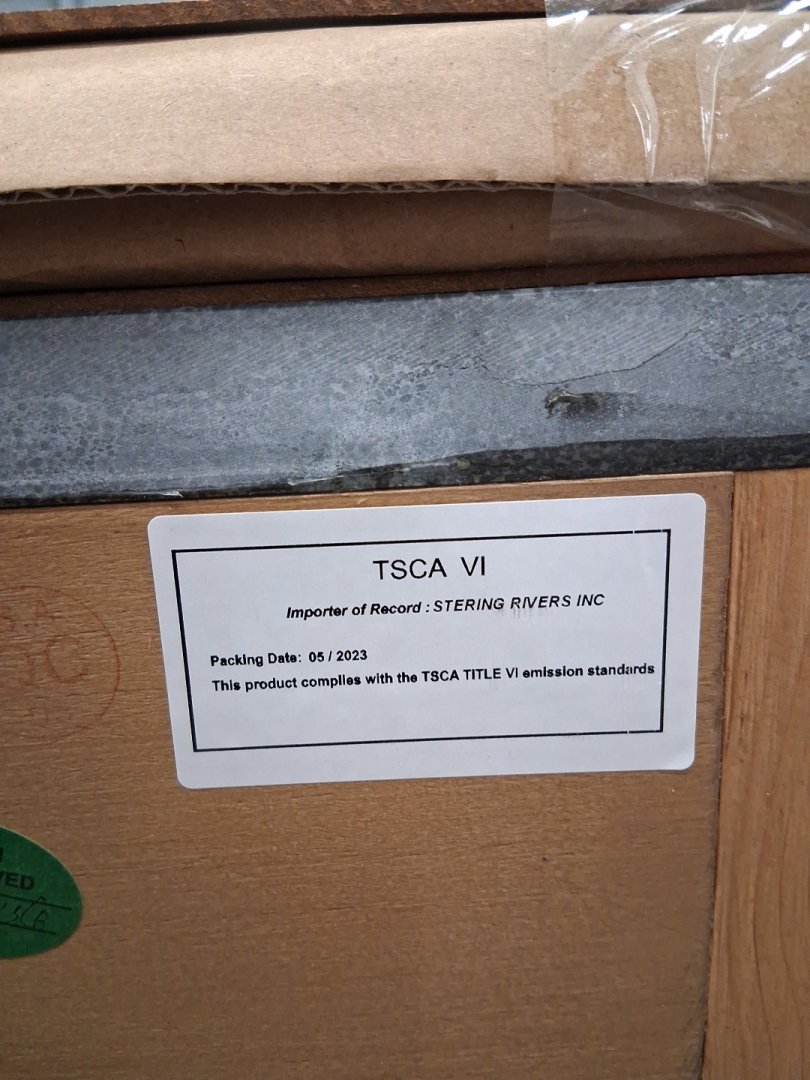 TSCA VI
Importer of Record : STERING RIVERS INC
Packing Date: 05 / 2023
This product complies with the TSCA TITLE VI emission standards